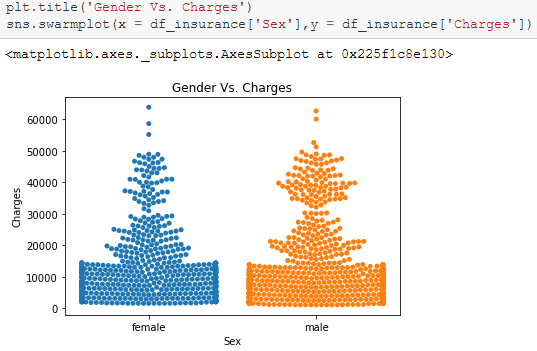 plt.title('Gender Vs. Charges')
sns.swarmplot(x = df_insurance['Sex'],y = df_insurance['Charges'])
<matplotlib.axes._subplots.AxesSubplot at 0x225f1c8e130>
Gender Vs. Charges
60000
50000
40000
30000
20000
10000
0
Charges
female male
Sex